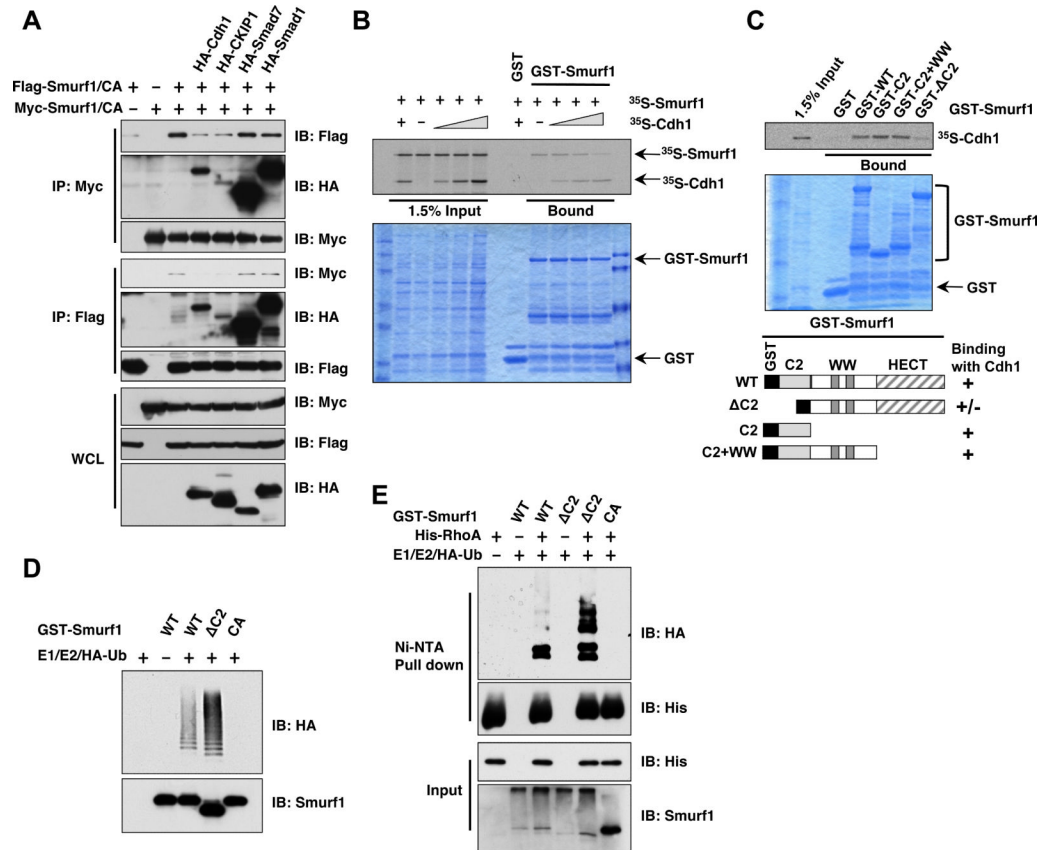 A
HA-Cdh1
HA-CKIP1
HA-Smad7
HA-Smad1
Flag-Smurf1/CA + – + + + + +
Myc-Smurf1/CA – + + + + + +
IP: Myc
IB: Flag
IB: HA
IB: Myc
IP: Flag
IB: Myc
IB: HA
IB: Flag
WCL
IB: Myc
IB: Flag
IB: HA
B
GST
GST-Smurf1
+ + + + + + + + + + 35S-Smurf1
+ – + – 35S-Cdh1
35S-Smurf1
35S-Cdh1
1.5% Input
Bound
GST-Smurf1
GST
C
1.5% Input
GST
GST-WT
GST-C2
GST-C2+WW
GST-ΔC2
GST-Smurf1
35S-Cdh1
Bound
GST-Smurf1
GST
GST-Smurf1
GST
C2
WW
HECT
Binding
with Cdh1
WT +
ΔC2 +/-
C2 +
C2+WW +
D
GST-Smurf1 WT WT ΔC2 CA
E1/E2/HA-Ub + – + + +
IB: HA
IB: Smurf1
E
GST-Smurf1 WT WT ΔC2 ΔC2 CA
His-RhoA + – + – + +
E1/E2/HA-Ub – + + + + +
Ni-NTA
Pull down
IB: HA
IB: His
Input
IB: His
IB: Smurf1